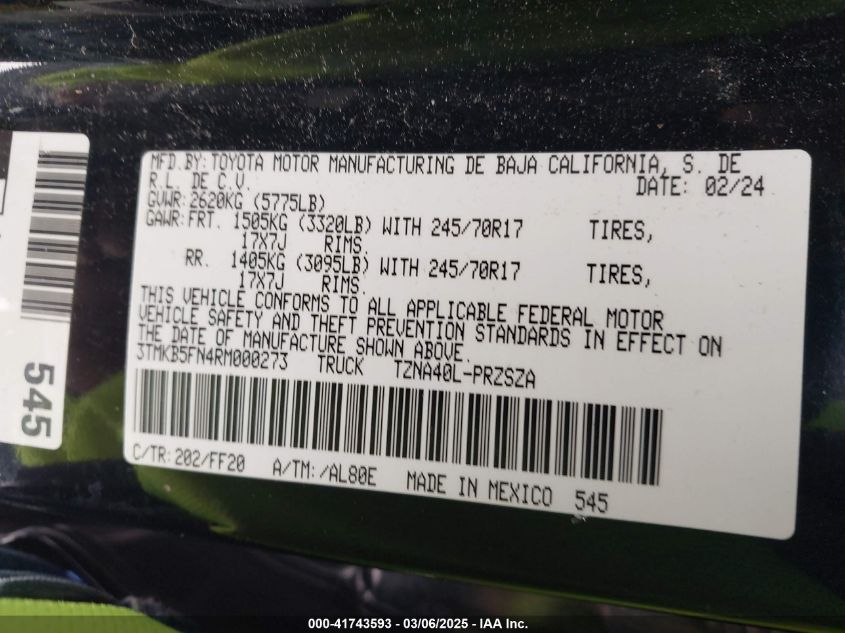 MFD.BY:TOYOTA MOTOR MANUFACTURING DE BAJA CALIFORNIA, S. DE
R.L. DE C.V. DATE: 02/24
GVWR:2620KG (5775LB)
GAWR:FRT. 1505KG (3320LB) WITH 245/70R17 TIRES,
17X7J RIMS.
RR. 1405KG (3095LB) WITH 245/70R17 TIRES,
17X7J RIMS.
THIS VEHICLE CONFORMS TO ALL APPLICABLE FEDERAL MOTOR
VEHICLE SAFETY AND THEFT PREVENTION STANDARDS IN EFFECT ON
THE DATE OF MANUFACTURE SHOWN ABOVE.
3TMKB5FN4RM000273 TRUCK TZNA40L-PRZSZA
C/TR:202/FF20 A/TM:/AL80E MADE IN MEXICO 545
545
000-41743593 - 03/06/2025 - IAA Inc.